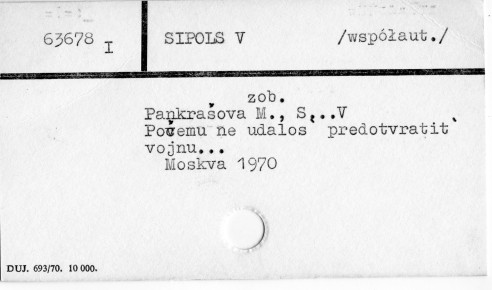 63678 I SIPOLS V /współaut./
zob.
Pankrašova M., S...V
Počemu ne udalos predotvratit`
vojnu...
Moskva 1970
DUJ. 693/70. 10 000.